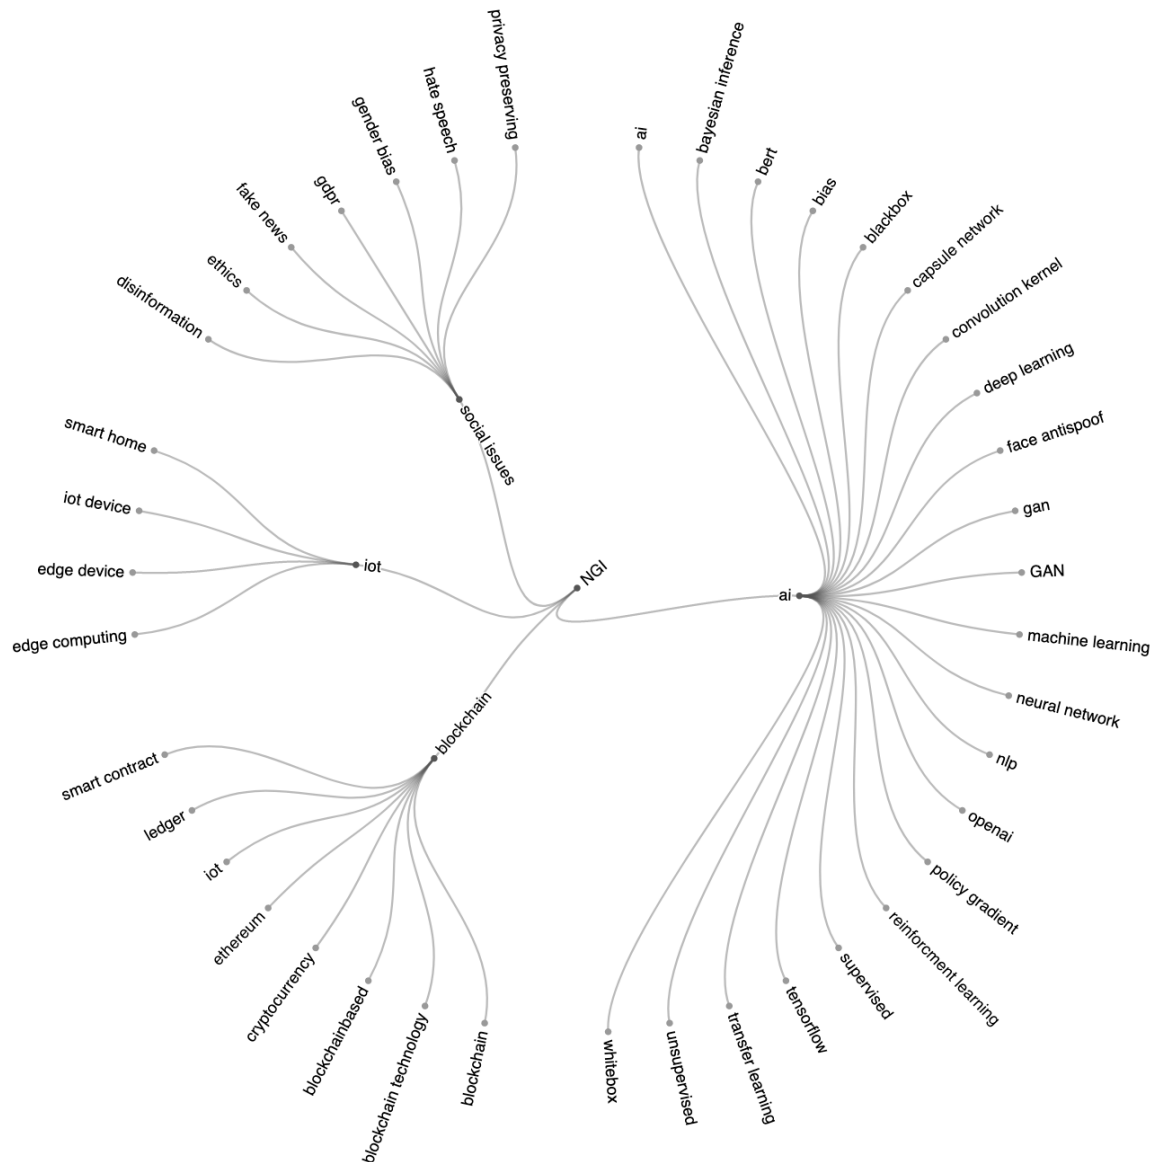 NGI
ai
ai
bayesian inference
bert
bias
blackbox
capsule network
convolution kernel
deep learning
face antispoof
gan
GAN
machine learning
neural network
nlp
openai
policy gradient
reinforcment learning
supervised
tensorflow
transfer learning
unsupervised
whitebox
blockchain
blockchain
blockchain technology
blockchainbased
cryptocurrency
ethereum
iot
ledger
smart contract
iot
edge computing
edge device
iot device
smart home
social issues
disinformation
ethics
fake news
gdpr
gender bias
hate speech
privacy preserving